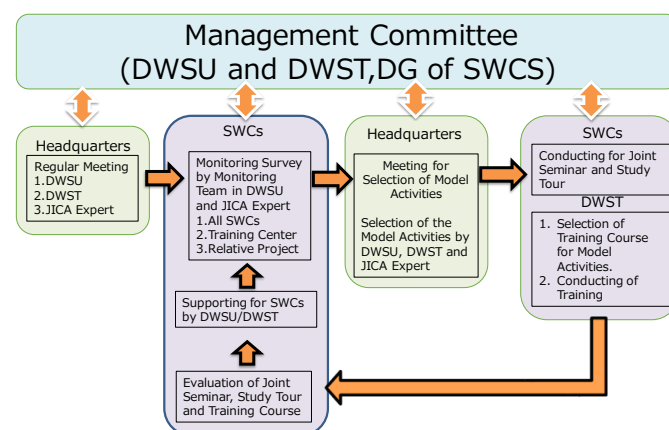 Management Committee
(DWSU and DWST,DG of SWCS)
Headquarters
Regular Meeting
1.DWSU
2.DWST
3.JICA Expert
SWCs
Monitoring Survey
by Monitoring
Team in DWSU
and JICA Expert
1.All SWCs
2.Training Center
3.Relative Project
Supporting for SWCs
by DWSU/DWST
Evaluation of Joint
Seminar, Study Tour
and Training Course
Headquarters
Meeting for
Selection of Model
Activities
Selection of the
Model Activities by
DWSU, DWST and
JICA Expert
SWCs
Conducting for Joint
Seminar and Study
Tour
DWST
1. Selection of
Training Course
for Model
Activities.
2. Conducting of
Training